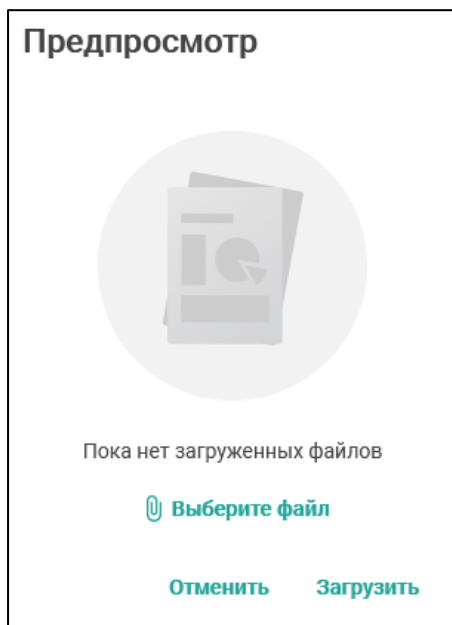 Предпросмотр
Пока нет загруженных файлов
Выберите файл
Отменить Загрузить